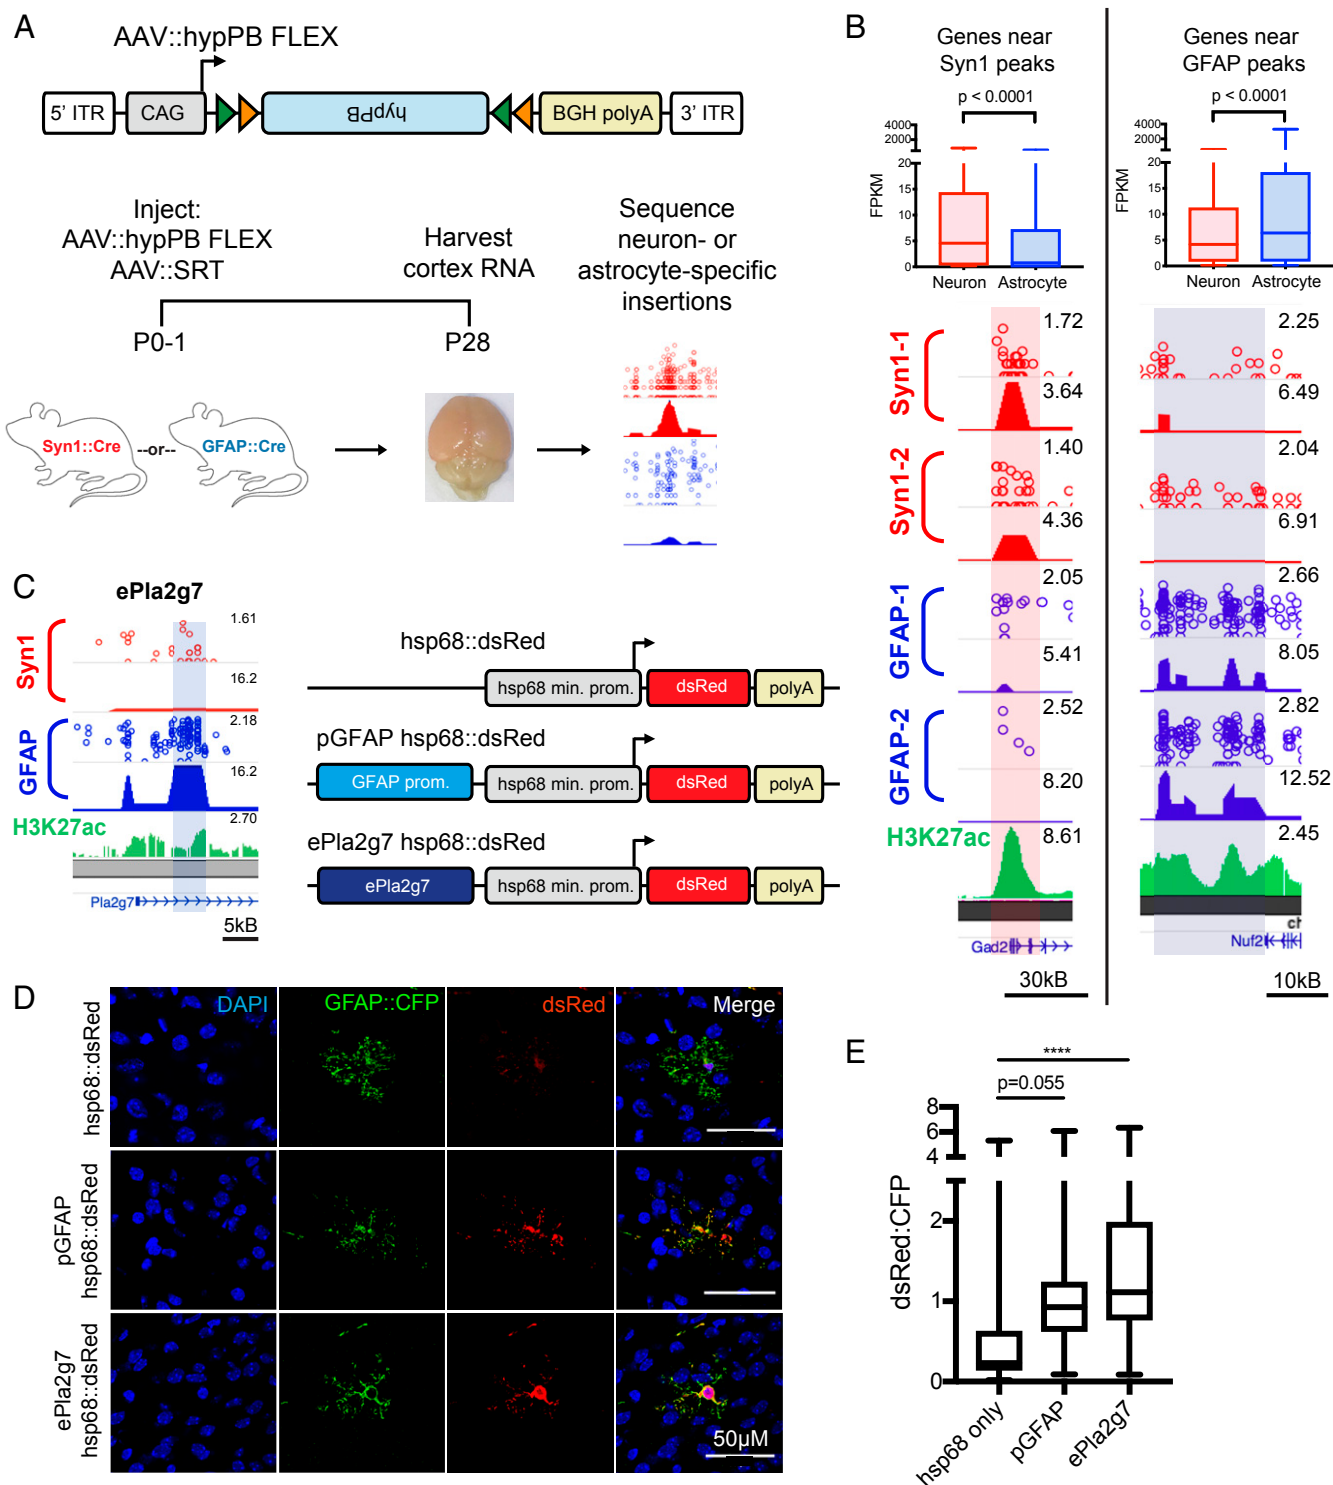 A
AAV::hypPB FLEX
5' ITR
CAG
hypPB
BGH polyA
3' ITR
Inject:
AAV::hypPB FLEX
AAV::SRT
Harvest
cortex RNA
Sequence
neuron- or
astrocyte-specific
insertions
P0-1
P28
Syn1::Cre
--or--
GFAP::Cre
B
Genes near
Syn1 peaks
p < 0.0001
4000
2000
20
15
10
5
0
FPKM
Neuron
Astrocyte
Genes near
GFAP peaks
p < 0.0001
4000
2000
20
15
10
5
0
FPKM
Neuron
Astrocyte
Syn1-1
1.72
3.64
2.25
6.49
Syn1-2
1.40
4.36
2.04
6.91
GFAP-1
2.05
5.41
2.66
8.05
GFAP-2
2.52
8.20
2.82
12.52
H3K27ac
8.61
2.45
Gad2
30kB
ch
Nuf2
10kB
C
ePla2g7
Syn1
1.61
16.2
GFAP
2.18
16.2
H3K27ac
2.70
Pla2g7
5kB
hsp68::dsRed
hsp68 min. prom.
dsRed
polyA
pGFAP hsp68::dsRed
GFAP prom.
hsp68 min. prom.
dsRed
polyA
ePla2g7 hsp68::dsRed
ePla2g7
hsp68 min. prom.
dsRed
polyA
D
DAPI
GFAP::CFP
dsRed
Merge
hsp68::dsRed
pGFAP
hsp68::dsRed
ePla2g7
hsp68::dsRed
50µM
E
****
p=0.055
8
6
4
2
1
0
dsRed:CFP
hsp68 only
pGFAP
ePla2g7